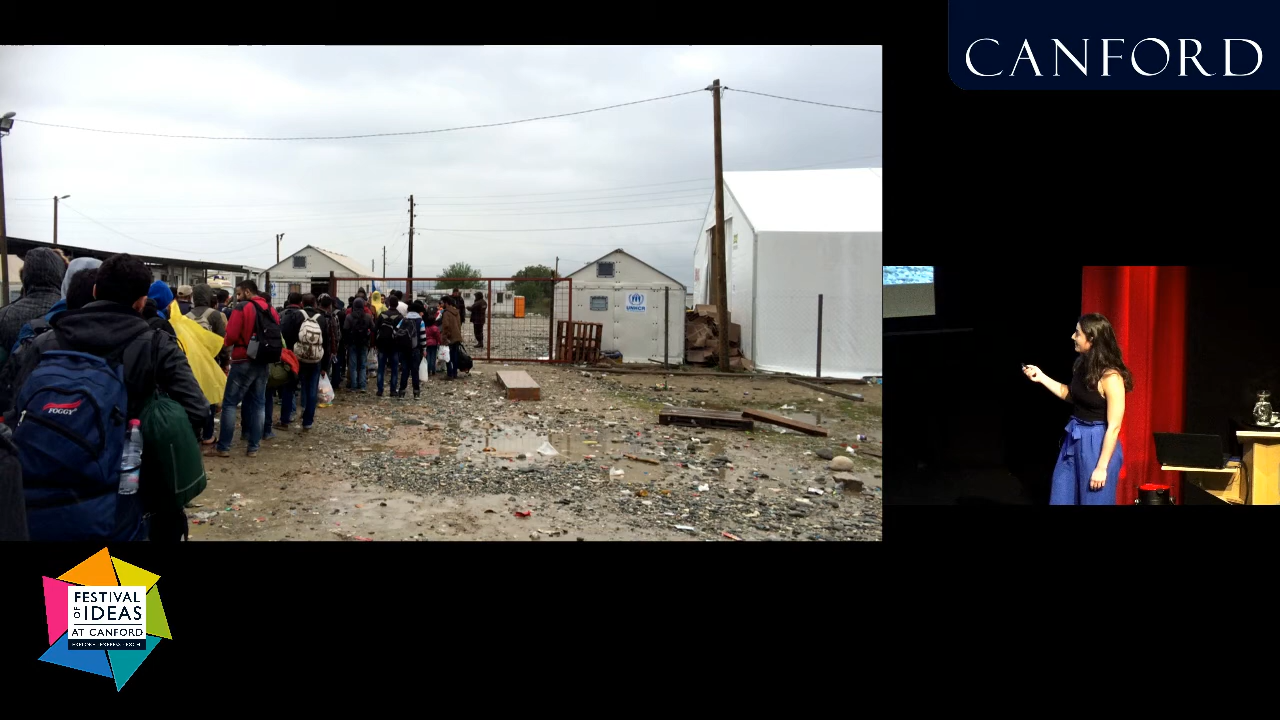 CANFORD
UNHCR
FOGGY
FESTIVAL
OF IDEAS
AT CANFORD